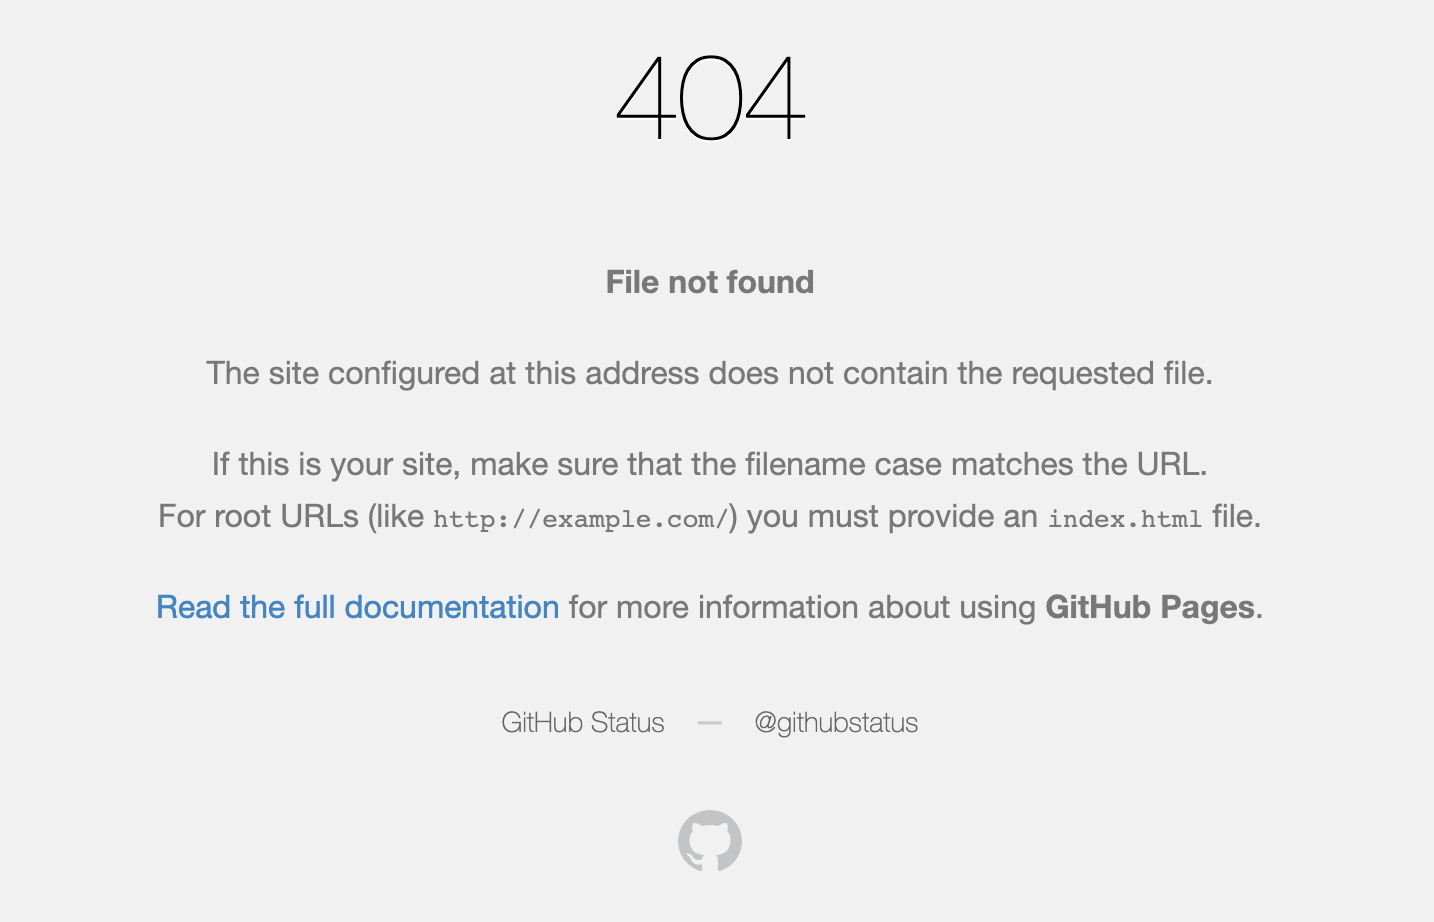 404
File not found
The site configured at this address does not contain the requested file.
If this is your site, make sure that the filename case matches the URL.
For root URLs (like http://example.com/) you must provide an index.html file.
Read the full documentation for more information about using GitHub Pages.
GitHub Status — @githubstatus